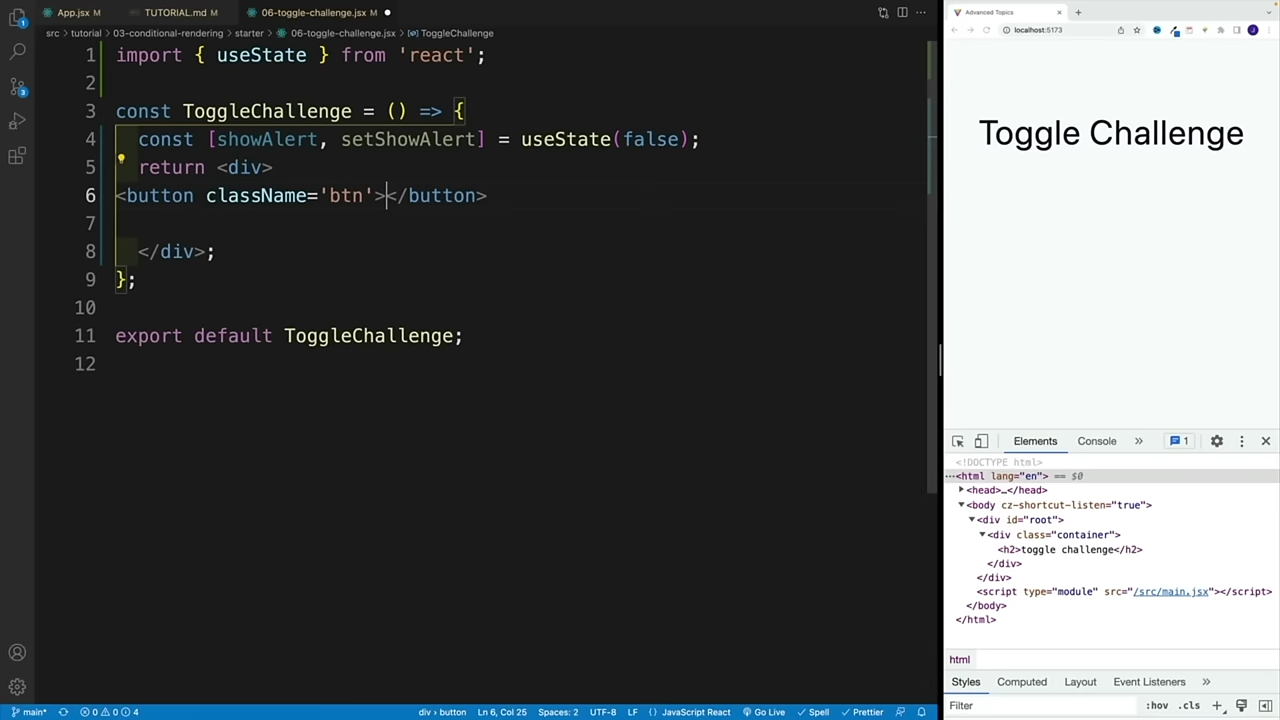 App.jsx M
TUTORIAL.md M
06-toggle-challenge.jsx M
src > tutorial > 03-conditional-rendering > starter > 06-toggle-challenge.jsx > ToggleChallenge
1 import { useState } from 'react';
2
3 const ToggleChallenge = () => {
4 const [showAlert, setShowAlert] = useState(false);
5 return <div>
6 <button className='btn'></button>
7
8 </div>;
9 };
10
11 export default ToggleChallenge;
12
1
3
main*
0 0 4
div > button
Ln 6, Col 25
Spaces: 2
UTF-8
LF
JavaScript React
Go Live
Spell
Prettier
Advanced Topics
localhost:5173
J
Toggle Challenge
Elements
Console
1
<!DOCTYPE html>
<html lang="en"> == $0
<head>…</head>
<body cz-shortcut-listen="true">
<div id="root">
<div class="container">
<h2>toggle challenge</h2>
</div>
</div>
<script type="module" src="/src/main.jsx"></script>
</body>
</html>
html
Styles
Computed
Layout
Event Listeners
Filter
:hov
.cls